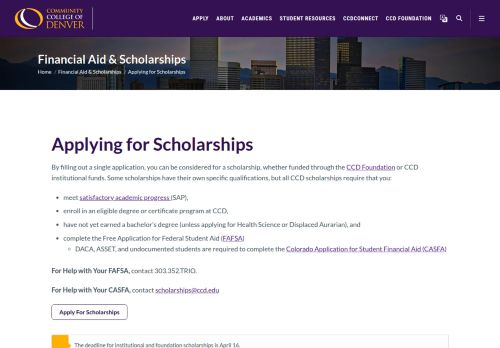 COMMUNITY
COLLEGE OF
DENVER
APPLY ABOUT ACADEMICS STUDENT RESOURCES CCDCONNECT CCD FOUNDATION
Financial Aid & Scholarships
Home / Financial Aid & Scholarships / Applying for Scholarships
Applying for Scholarships
By filling out a single application, you can be considered for a scholarship, whether funded through the CCD Foundation or CCD
institutional funds. Some scholarships have their own specific qualifications, but all CCD scholarships require that you:
meet satisfactory academic progress (SAP),
enroll in an eligible degree or certificate program at CCD,
have not yet earned a bachelor's degree (unless applying for Health Science or Displaced Aurarian), and
complete the Free Application for Federal Student Aid (FAFSA)
DACA, ASSET, and undocumented students are required to complete the Colorado Application for Student Financial Aid (CASFA)
For Help with Your FAFSA, contact 303.352.TRIO.
For Help with Your CASFA, contact scholarships@ccd.edu
Apply For Scholarships
The deadline for institutional and foundation scholarships is April 16.